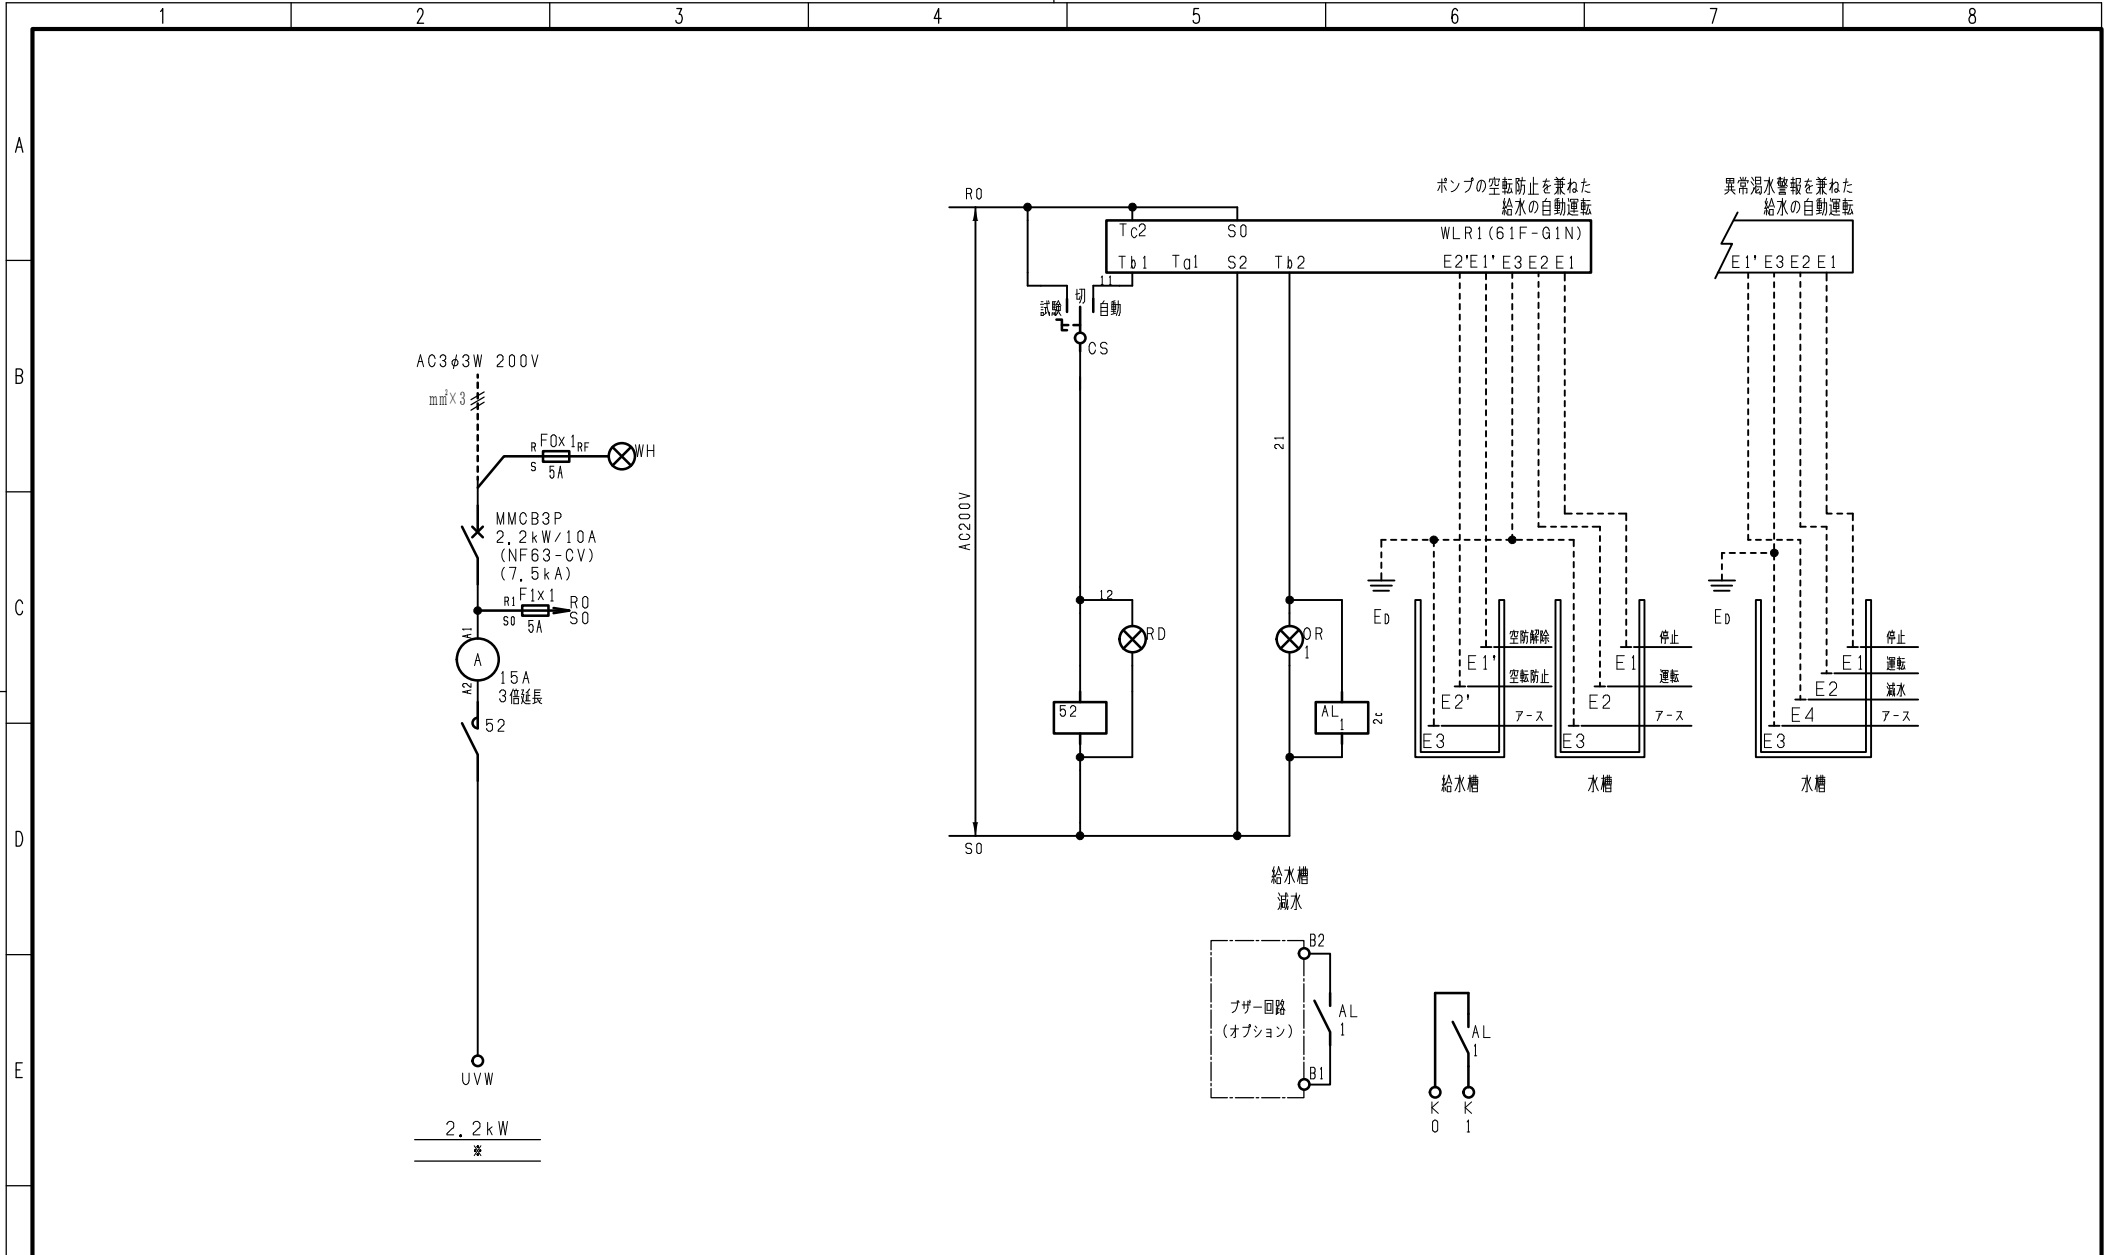 1 2 3 4 5 6 7 8
A
B
C
D
E
AC3φ3W 200V
mm²×3
R F0×1 RF
S 5A
WH
MMCB3P
2.2kW/10A
(NF63-CV)
(7.5kA)
R1 F1×1 R0
S0 5A S0
A1
A
A2
15A
3倍延長
52
UVW
2.2kW
※
R0
AC200V
S0
ポンプの空転防止を兼ねた
給水の自動運転
Tc2 S0 WLR1(61F-G1N)
Tb1 Ta1 S2 Tb2 E2'E1' E3 E2 E1
11
試験 切 自動
CS
21
12
RD
OR
1
52
AL
1
2c
ED
空防解除
E1'
空転防止
E2'
アース
E3
給水槽
停止
E1
運転
E2
アース
E3
水槽
異常渇水警報を兼ねた
給水の自動運転
E1' E3 E2 E1
ED
停止
E1
運転
E2
減水
E4
アース
E3
水槽
給水槽
減水
B2
ブザー回路
(オプション)
AL
1
B1
AL
1
K K
0 1